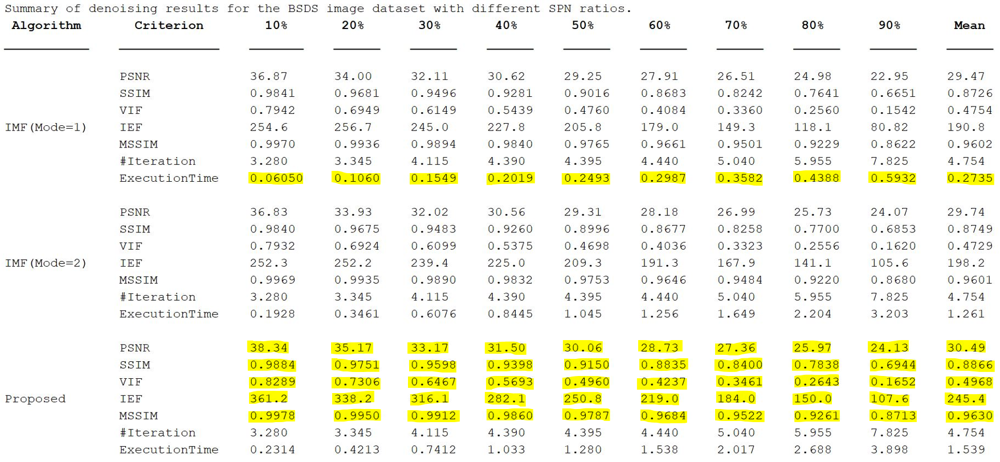 Summary of denoising results for the BSDS image dataset with different SPN ratios.
Algorithm Criterion 10% 20% 30% 40% 50% 60% 70% 80% 90% Mean
PSNR 36.87 34.00 32.11 30.62 29.25 27.91 26.51 24.98 22.95 29.47
SSIM 0.9841 0.9681 0.9496 0.9281 0.9016 0.8683 0.8242 0.7641 0.6651 0.8726
VIF 0.7942 0.6949 0.6149 0.5439 0.4760 0.4084 0.3360 0.2560 0.1542 0.4754
IMF(Mode=1) IEF 254.6 256.7 245.0 227.8 205.8 179.0 149.3 118.1 80.82 190.8
MSSIM 0.9970 0.9936 0.9894 0.9840 0.9765 0.9661 0.9501 0.9229 0.8622 0.9602
#Iteration 3.280 3.345 4.115 4.390 4.395 4.440 5.040 5.955 7.825 4.754
ExecutionTime 0.06050 0.1060 0.1549 0.2019 0.2493 0.2987 0.3582 0.4388 0.5932 0.2735
PSNR 36.83 33.93 32.02 30.56 29.31 28.18 26.99 25.73 24.07 29.74
SSIM 0.9840 0.9675 0.9483 0.9260 0.8996 0.8677 0.8258 0.7700 0.6853 0.8749
VIF 0.7932 0.6924 0.6099 0.5375 0.4698 0.4036 0.3323 0.2556 0.1620 0.4729
IMF(Mode=2) IEF 252.3 252.2 239.4 225.0 209.3 191.3 167.9 141.1 105.6 198.2
MSSIM 0.9969 0.9935 0.9890 0.9832 0.9753 0.9646 0.9484 0.9220 0.8680 0.9601
#Iteration 3.280 3.345 4.115 4.390 4.395 4.440 5.040 5.955 7.825 4.754
ExecutionTime 0.1928 0.3461 0.6076 0.8445 1.045 1.256 1.649 2.204 3.203 1.261
PSNR 38.34 35.17 33.17 31.50 30.06 28.73 27.36 25.97 24.13 30.49
SSIM 0.9884 0.9751 0.9598 0.9398 0.9150 0.8835 0.8400 0.7838 0.6944 0.8866
VIF 0.8289 0.7306 0.6467 0.5693 0.4960 0.4237 0.3461 0.2643 0.1652 0.4968
Proposed IEF 361.2 338.2 316.1 282.1 250.8 219.0 184.0 150.0 107.6 245.4
MSSIM 0.9978 0.9950 0.9912 0.9860 0.9787 0.9684 0.9522 0.9261 0.8713 0.9630
#Iteration 3.280 3.345 4.115 4.390 4.395 4.440 5.040 5.955 7.825 4.754
ExecutionTime 0.2314 0.4213 0.7412 1.033 1.280 1.538 2.017 2.688 3.898 1.539